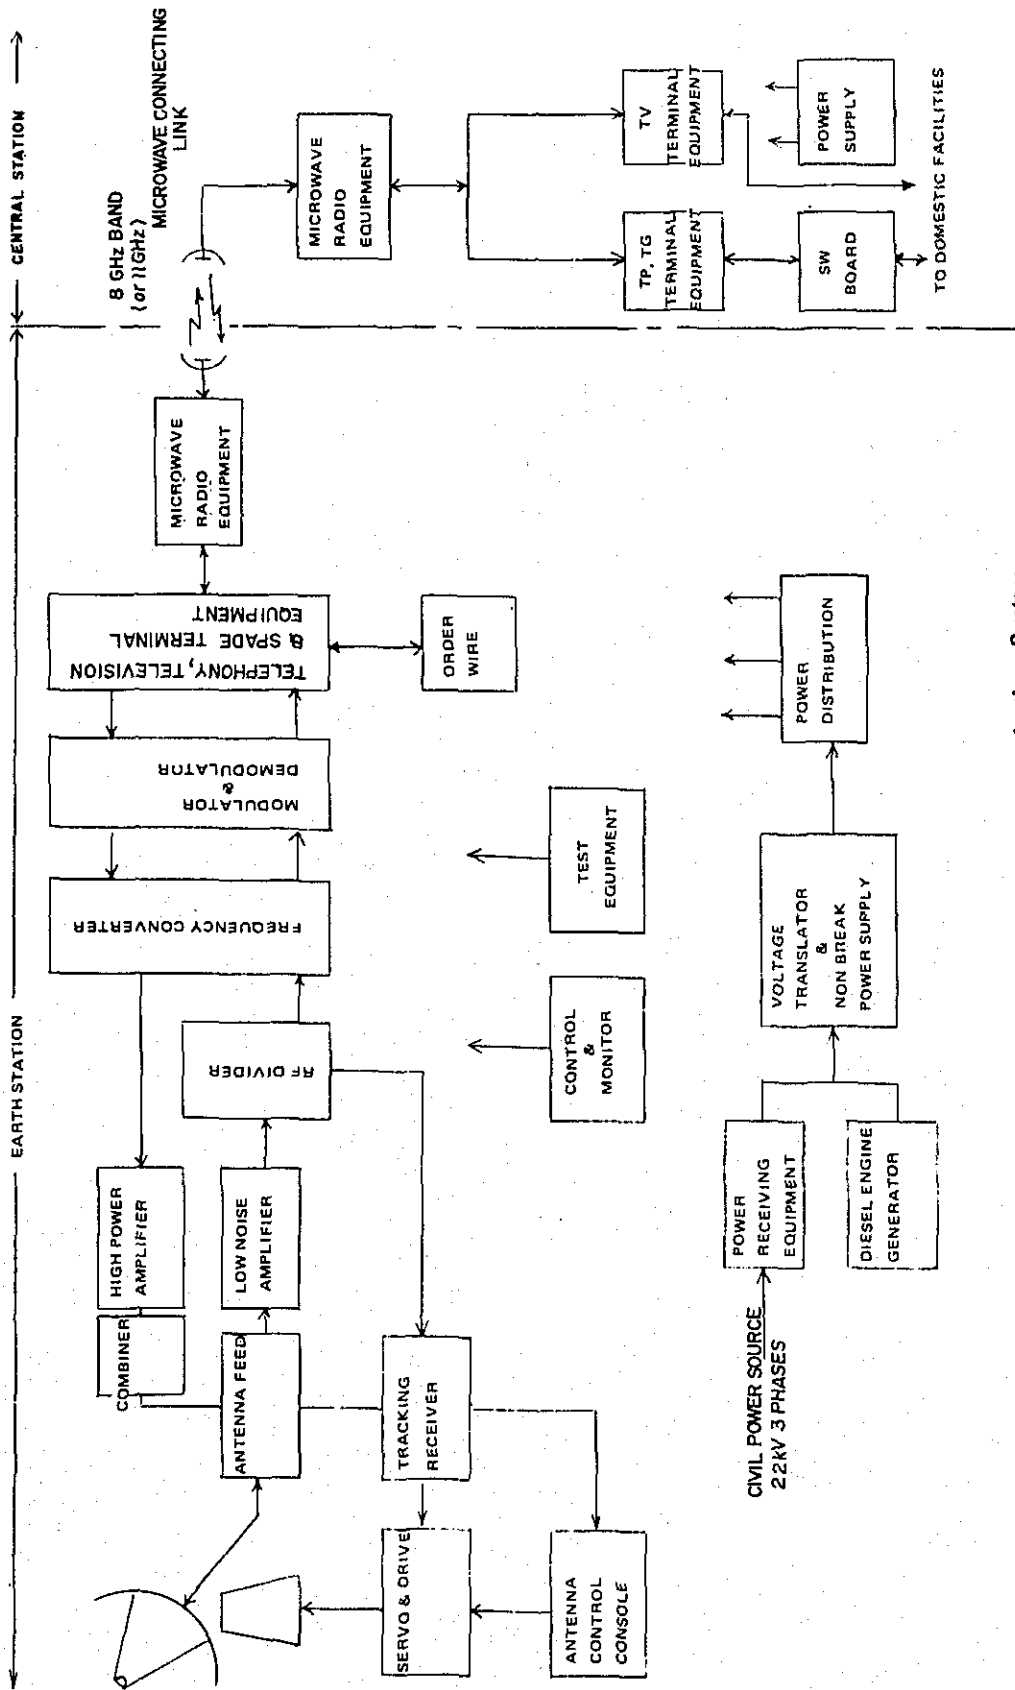 EARTH STATION
CENTRAL STATION
8 GHz BAND
(or 11GHz)
MICROWAVE CONNECTING
LINK
COMBINER
HIGH POWER
AMPLIFIER
ANTENNA FEED
LOW NOISE
AMPLIFIER
RF DIVIDER
FREQUENCY CONVERTER
MODULATOR
&
DEMODULATOR
TELEPHONY, TELEVISION
& SPADE TERMINAL
EQUIPMENT
MICROWAVE
RADIO
EQUIPMENT
MICROWAVE
RADIO
EQUIPMENT
SERVO & DRIVE
TRACKING
RECEIVER
ORDER
WIRE
ANTENNA
CONTROL
CONSOLE
CONTROL
&
MONITOR
TEST
EQUIPMENT
TP, TG
TERMINAL
EQUIPMENT
TV
TERMINAL
EQUIPMENT
SW
BOARD
POWER
SUPPLY
TO DOMESTIC FACILITIES
CIVIL POWER SOURCE
22KV 3 PHASES
POWER
RECEIVING
EQUIPMENT
DIESEL ENGINE
GENERATOR
VOLTAGE
TRANSLATOR
&
NON BREAK
POWER SUPPLY
POWER
DISTRIBUTION